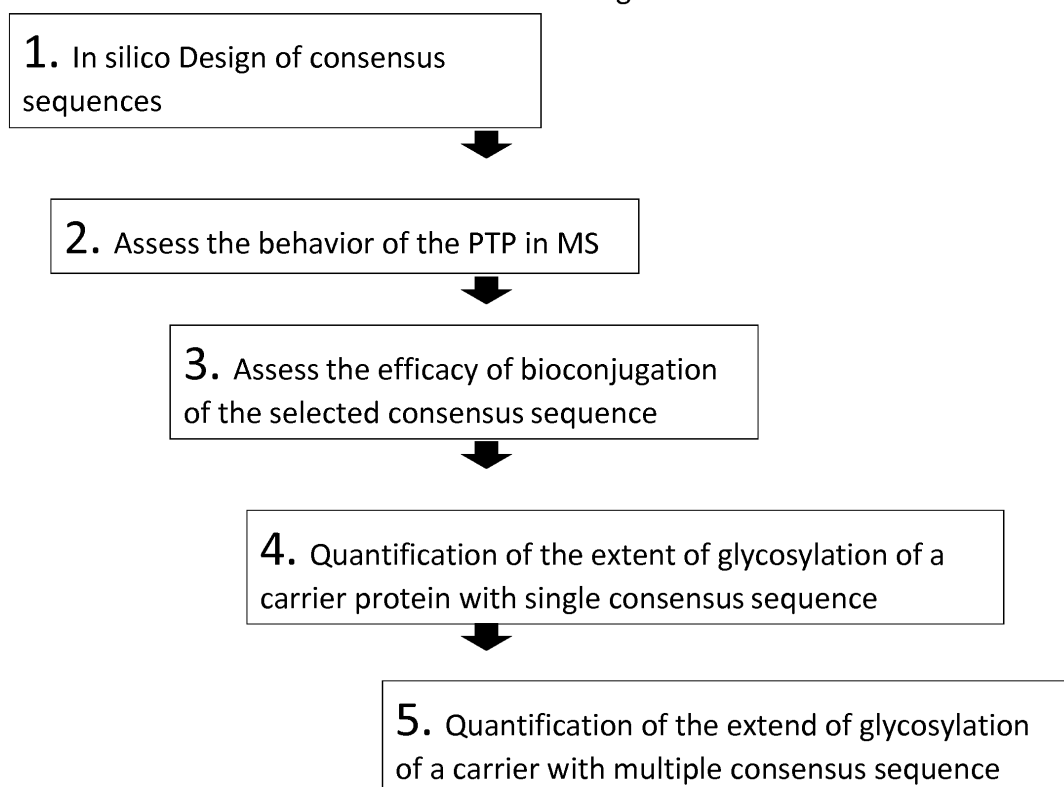 1. In silico Design of consensus
sequences
2. Assess the behavior of the PTP in MS
3. Assess the efficacy of bioconjugation
of the selected consensus sequence
4. Quantification of the extent of glycosylation of a
carrier protein with single consensus sequence
5. Quantification of the extend of glycosylation
of a carrier with multiple consensus sequence